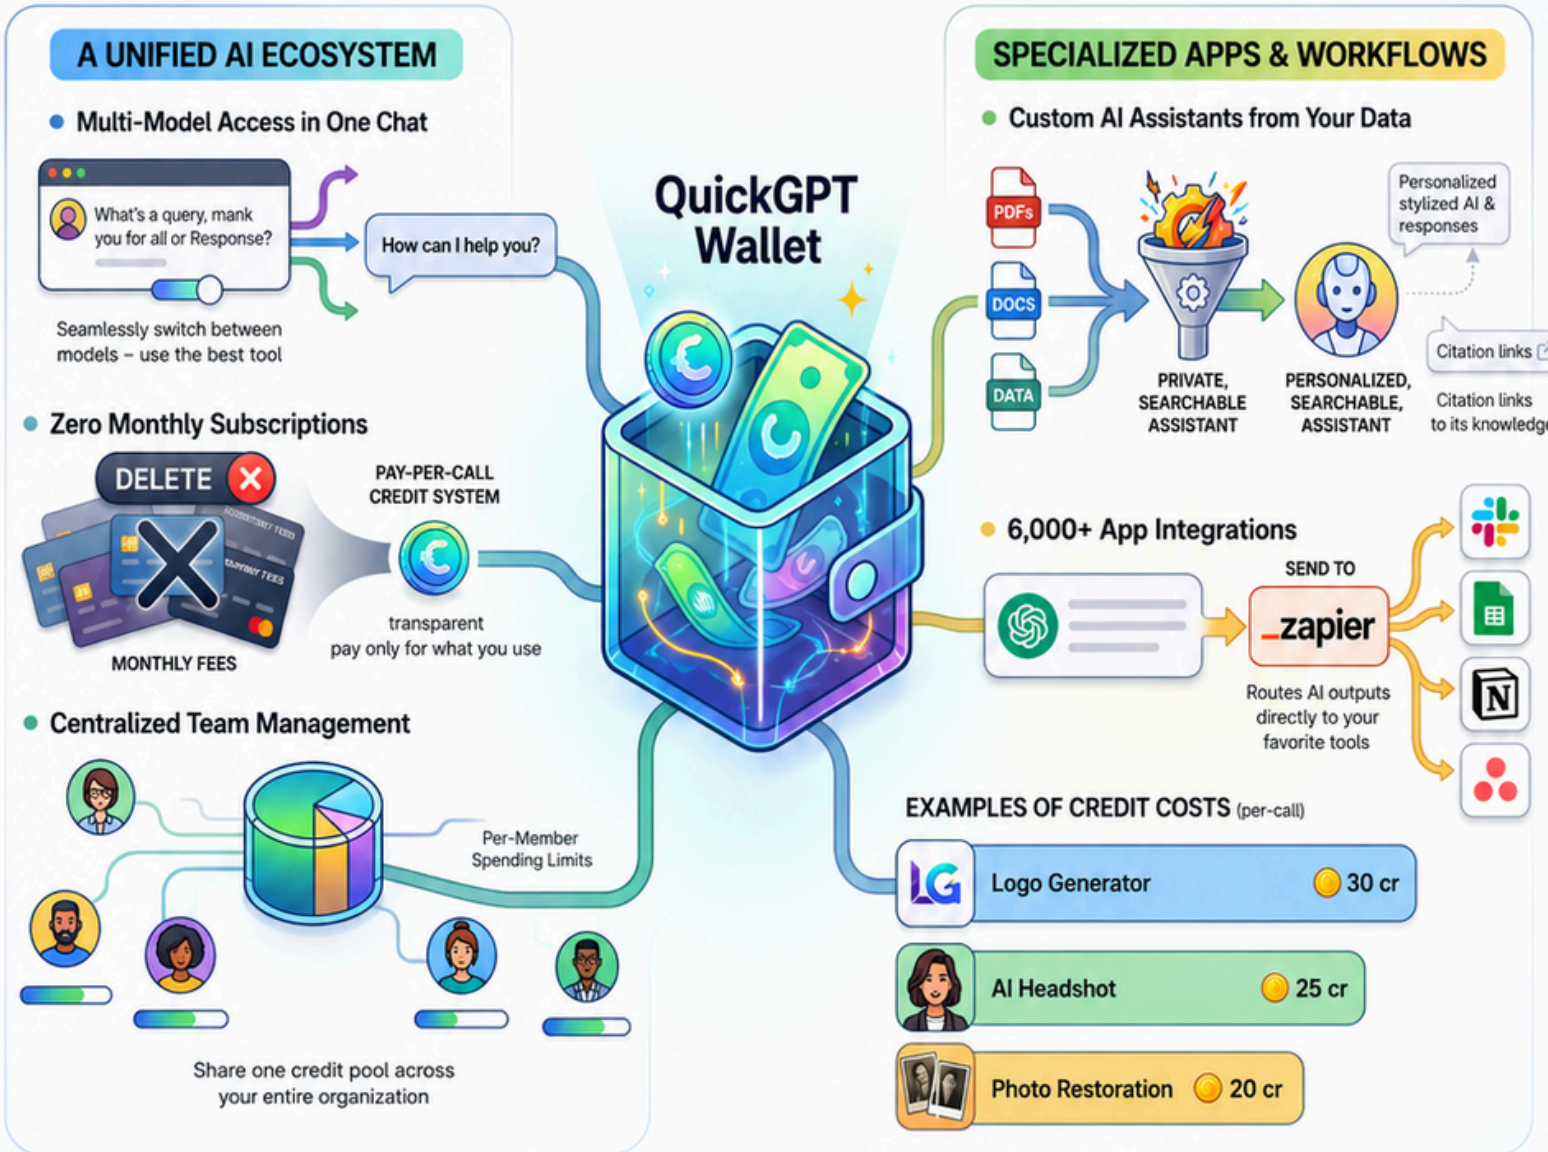 A UNIFIED AI ECOSYSTEM
Multi-Model Access in One Chat
What's a query, mank
you for all or Response?
How can I help you?
Seamlessly switch between
models – use the best tool
Zero Monthly Subscriptions
DELETE
MONTHLY FEES
PAY-PER-CALL
CREDIT SYSTEM
transparent
pay only for what you use
Centralized Team Management
Per-Member
Spending Limits
Share one credit pool across
your entire organization
QuickGPT
Wallet
SPECIALIZED APPS & WORKFLOWS
Custom AI Assistants from Your Data
PDFs
DOCS
DATA
PRIVATE,
SEARCHABLE
ASSISTANT
PERSONALIZED,
SEARCHABLE,
ASSISTANT
Personalized
stylized AI &
responses
Citation links
Citation links
to its knowledge
6,000+ App Integrations
SEND TO
_zapier
Routes AI outputs
directly to your
favorite tools
N
EXAMPLES OF CREDIT COSTS (per-call)
LG
Logo Generator 30 cr
AI Headshot 25 cr
Photo Restoration 20 cr